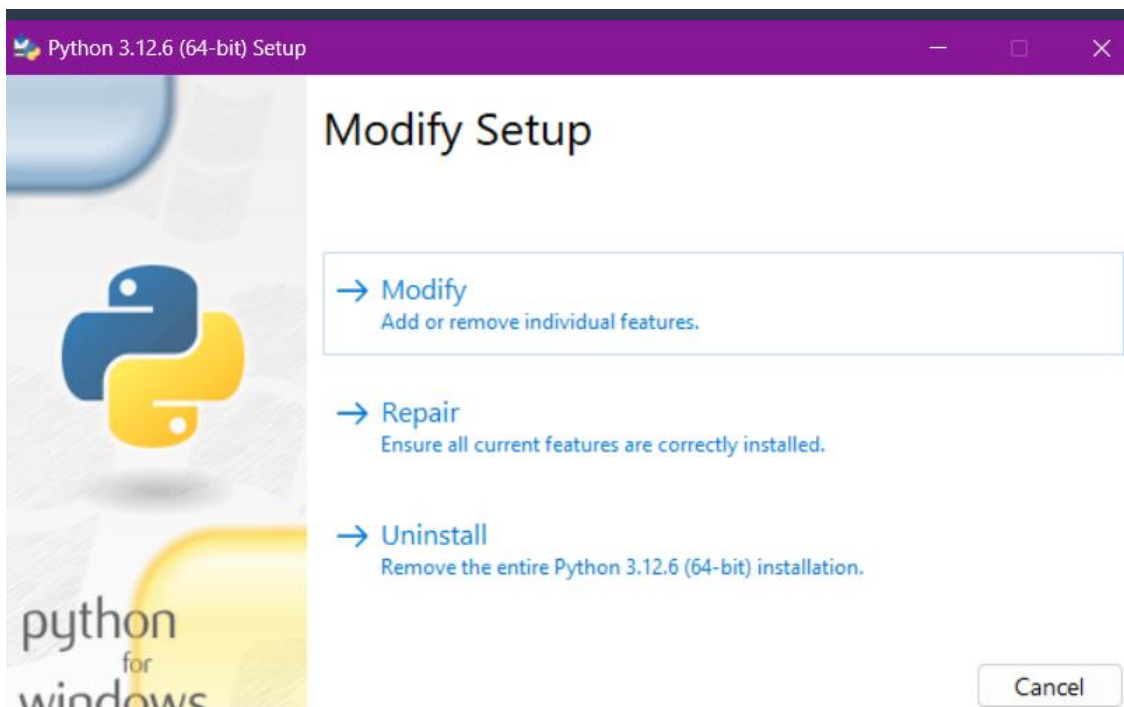 Python 3.12.6 (64-bit) Setup
Modify Setup
→ Modify
Add or remove individual features.
→ Repair
Ensure all current features are correctly installed.
→ Uninstall
Remove the entire Python 3.12.6 (64-bit) installation.
python
for
windows
Cancel